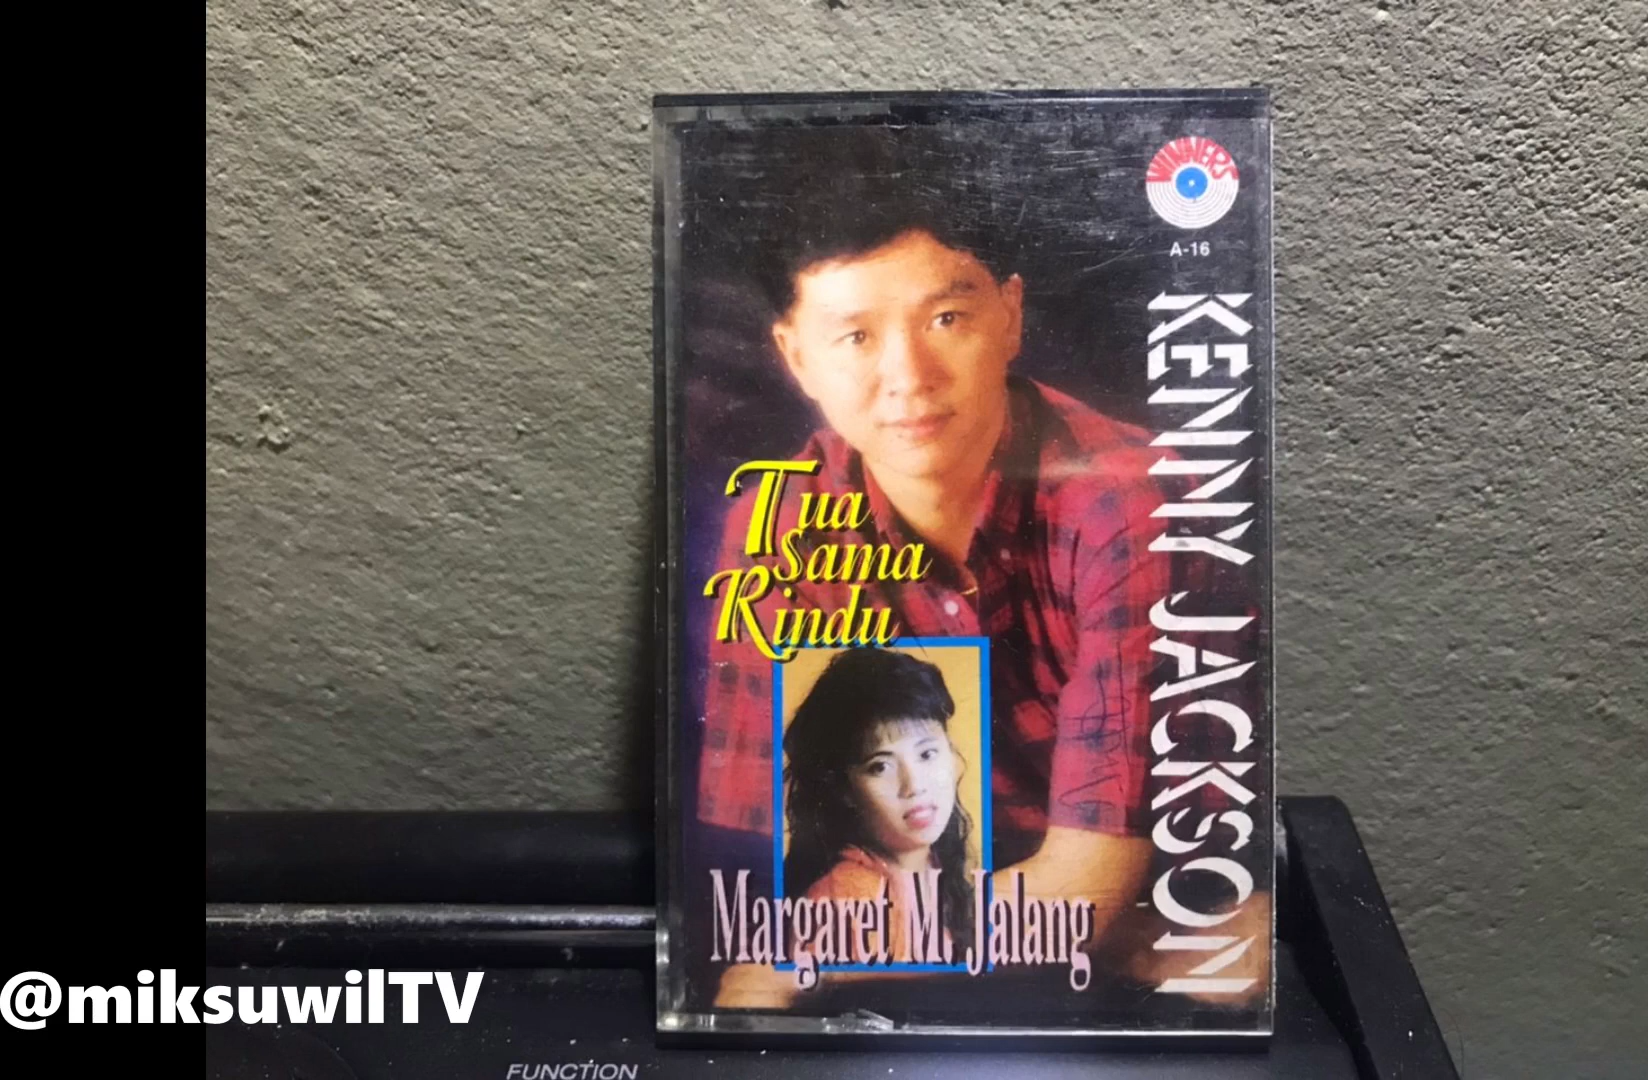 WINNERS
A-16
KENNY JACKSON
Tua
Sama
Rindu
Margaret M. Jalang
@miksuwilTV
FUNCTION